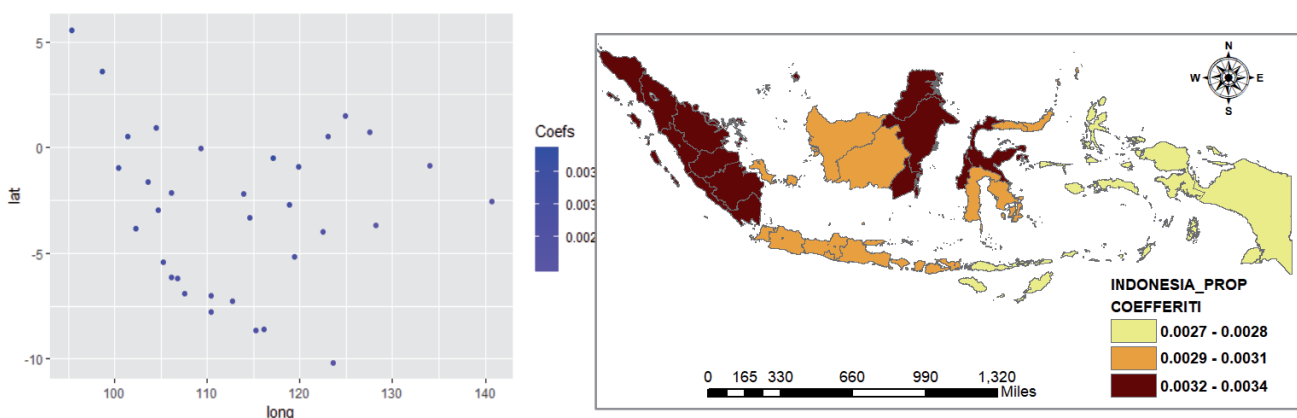 5
0
-5
-10
lat
100
110
120
130
140
long
Coefs
0.003
0.003
0.002
N
W
E
S
INDONESIA_PROP
COEFFERITI
0.0027 - 0.0028
0.0029 - 0.0031
0.0032 - 0.0034
0 165 330 660 990 1,320
Miles